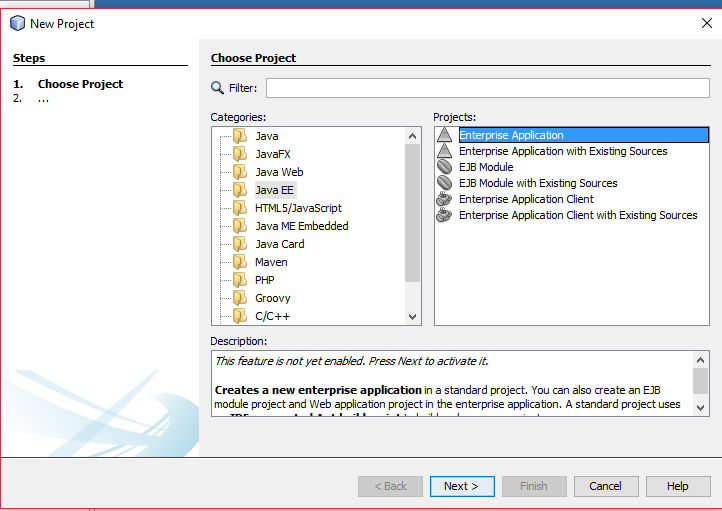 New Project
Steps
1. Choose Project
2. ...
Choose Project
Filter:
Categories:
Java
JavaFX
Java Web
Java EE
HTML5/JavaScript
Java ME Embedded
Java Card
Maven
PHP
Groovy
C/C++
Projects:
Enterprise Application
Enterprise Application with Existing Sources
EJB Module
EJB Module with Existing Sources
Enterprise Application Client
Enterprise Application Client with Existing Sources
Description:
This feature is not yet enabled. Press Next to activate it.
Creates a new enterprise application in a standard project. You can also create an EJB
module project and Web application project in the enterprise application. A standard project uses
< Back
Next >
Finish
Cancel
Help